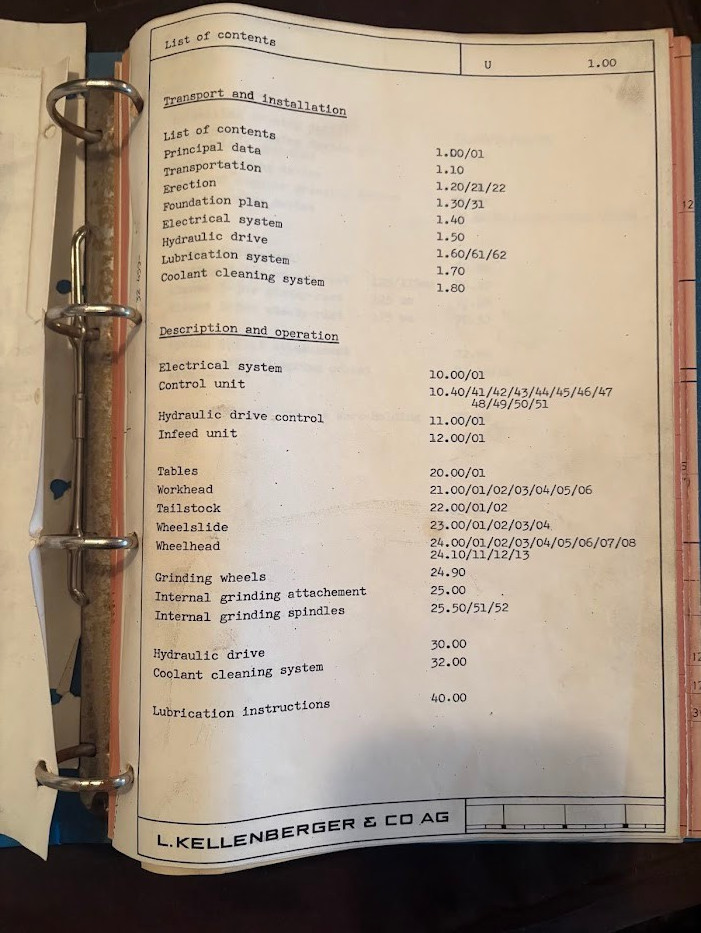 List of contents U 1.00
Transport and installation
List of contents 1.00/01
Principal data 1.10
Transportation 1.20/21/22
Erection 1.30/31
Foundation plan 1.40
Electrical system 1.50
Hydraulic drive 1.60/61/62
Lubrication system 1.70
Coolant cleaning system 1.80
Description and operation
Electrical system 10.00/01
Control unit 10.40/41/42/43/44/45/46/47
48/49/50/51
Hydraulic drive control 11.00/01
Infeed unit 12.00/01
Tables 20.00/01
Workhead 21.00/01/02/03/04/05/06
Tailstock 22.00/01/02
Wheelslide 23.00/01/02/03/04
Wheelhead 24.00/01/02/03/04/05/06/07/08
24.10/11/12/13
Grinding wheels 24.90
Internal grinding attachement 25.00
Internal grinding spindles 25.50/51/52
Hydraulic drive 30.00
Coolant cleaning system 32.00
Lubrication instructions 40.00
L.KELLENBERGER & CO AG
12